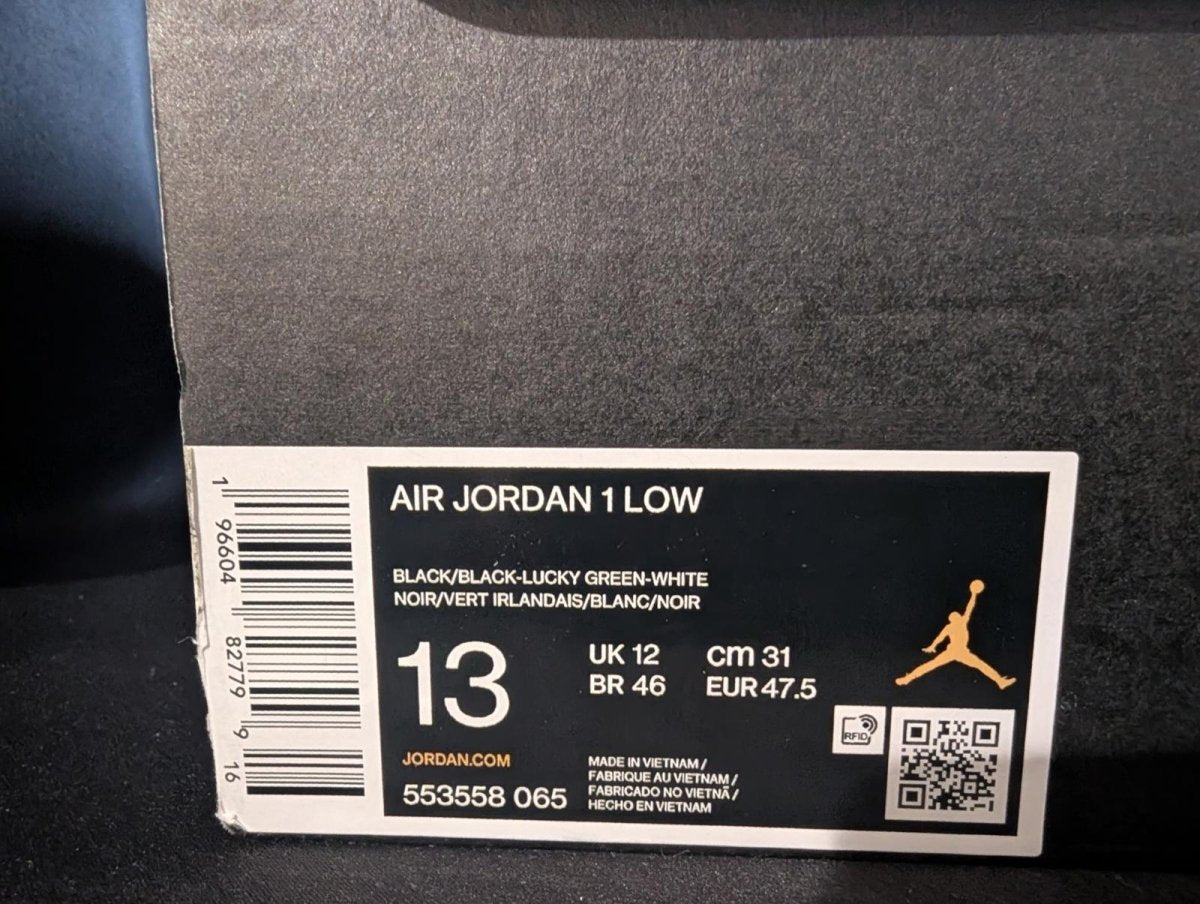 1 96604 82779 9 16
AIR JORDAN 1 LOW
BLACK/BLACK-LUCKY GREEN-WHITE
NOIR/VERT IRLANDAIS/BLANC/NOIR
13
UK 12 cm 31
BR 46 EUR 47.5
JORDAN.COM
553558 065
MADE IN VIETNAM /
FABRIQUE AU VIETNAM /
FABRICADO NO VIETNÃ /
HECHO EN VIETNAM
RFID